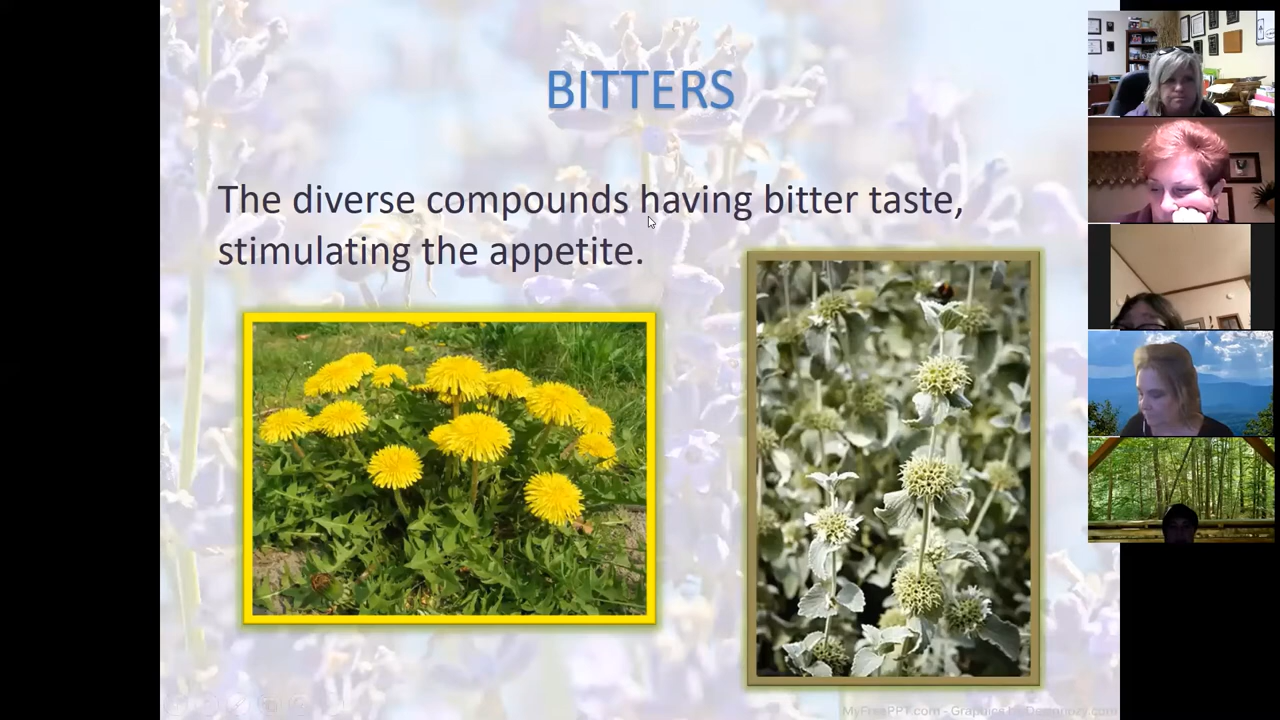 BITTERS
The diverse compounds having bitter taste,
stimulating the appetite.